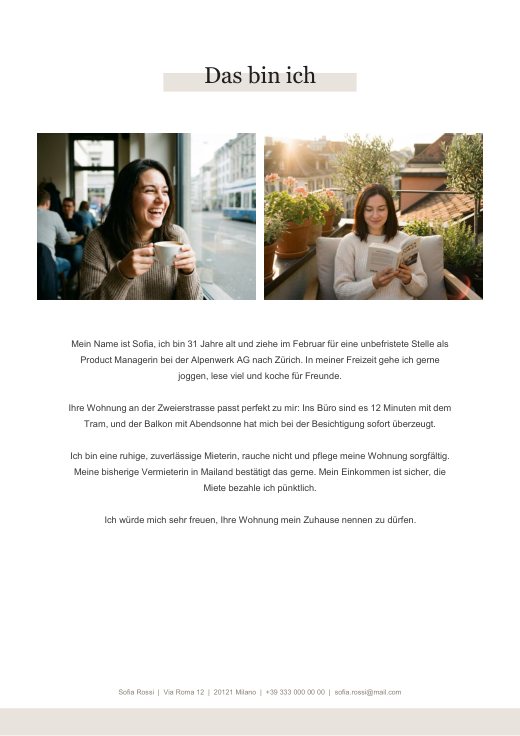 Das bin ich
Mein Name ist Sofia, ich bin 31 Jahre alt und ziehe im Februar für eine unbefristete Stelle als
Product Managerin bei der Alpenwerk AG nach Zürich. In meiner Freizeit gehe ich gerne
joggen, lese viel und koche für Freunde.
Ihre Wohnung an der Zweierstrasse passt perfekt zu mir: Ins Büro sind es 12 Minuten mit dem
Tram, und der Balkon mit Abendsonne hat mich bei der Besichtigung sofort überzeugt.
Ich bin eine ruhige, zuverlässige Mieterin, rauche nicht und pflege meine Wohnung sorgfältig.
Meine bisherige Vermieterin in Mailand bestätigt das gerne. Mein Einkommen ist sicher, die
Miete bezahle ich pünktlich.
Ich würde mich sehr freuen, Ihre Wohnung mein Zuhause nennen zu dürfen.
Sofia Rossi | Via Roma 12 | 20121 Milano | +39 333 000 00 00 | sofia.rossi@mail.com